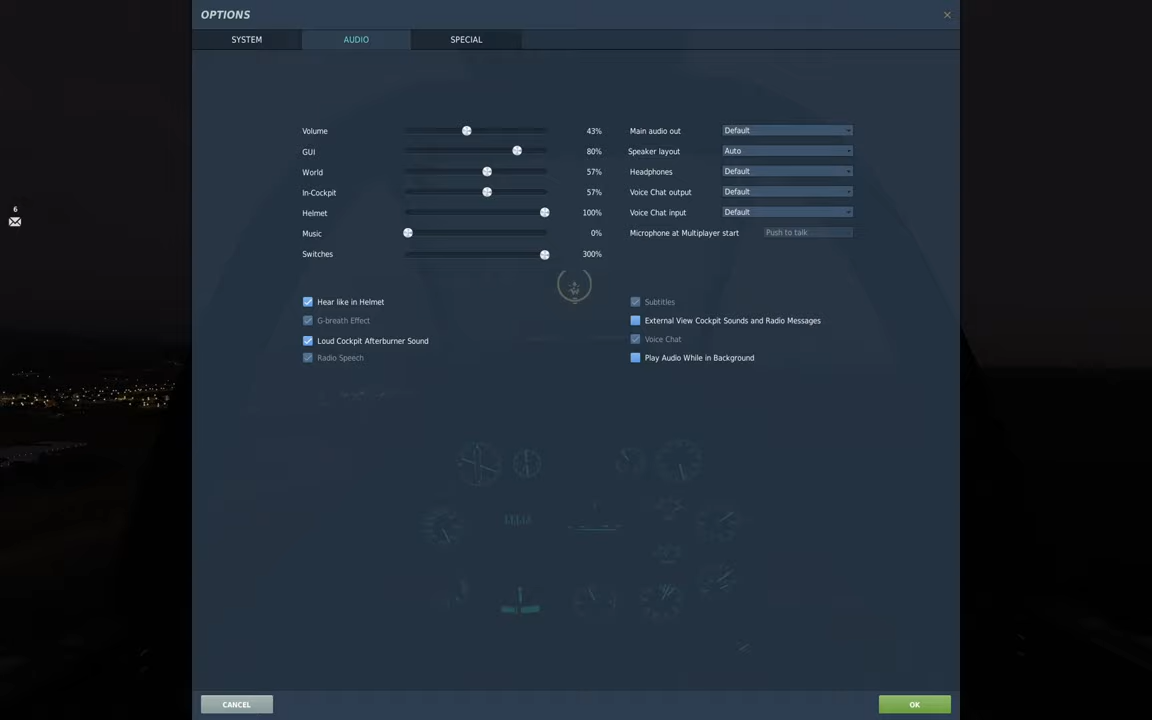 OPTIONS
SYSTEM AUDIO SPECIAL
Volume 43% Main audio out Default
GUI 80% Speaker layout Auto
World 57% Headphones Default
In-Cockpit 57% Voice Chat output Default
Helmet 100% Voice Chat input Default
Music 0% Microphone at Multiplayer start Push to talk
Switches 300%
6
Hear like in Helmet Subtitles
G-breath Effect External View Cockpit Sounds and Radio Messages
Loud Cockpit Afterburner Sound Voice Chat
Radio Speech Play Audio While in Background
CANCEL OK